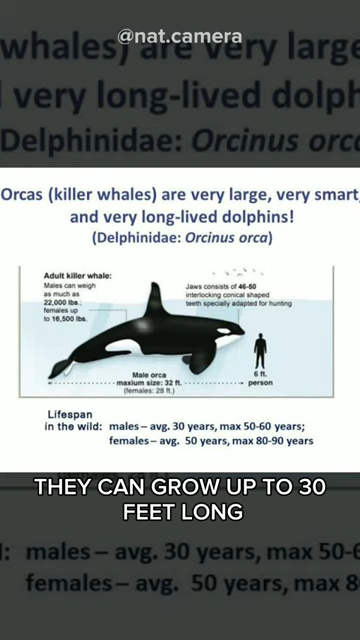 @nat.camera
whales) are very large
very long-lived dolph
Delphinidae: Orcinus orc
Orcas (killer whales) are very large, very smart,
and very long-lived dolphins!
(Delphinidae: Orcinus orca)
Adult killer whale:
Males can weigh
as much as
22,000 lbs.;
females up
to 16,500 lbs.
Jaws consists of 46-50
interlocking conical shaped
teeth specially adapted for hunting
Male orca
maxium size: 32 ft.
(females: 28 ft.)
6 ft.
person
Lifespan
in the wild: males – avg. 30 years, max 50-60 years;
females – avg. 50 years, max 80-90 years
THEY CAN GROW UP TO 30
FEET LONG
: males – avg. 30 years, max 50-6
females – avg. 50 years, max 8